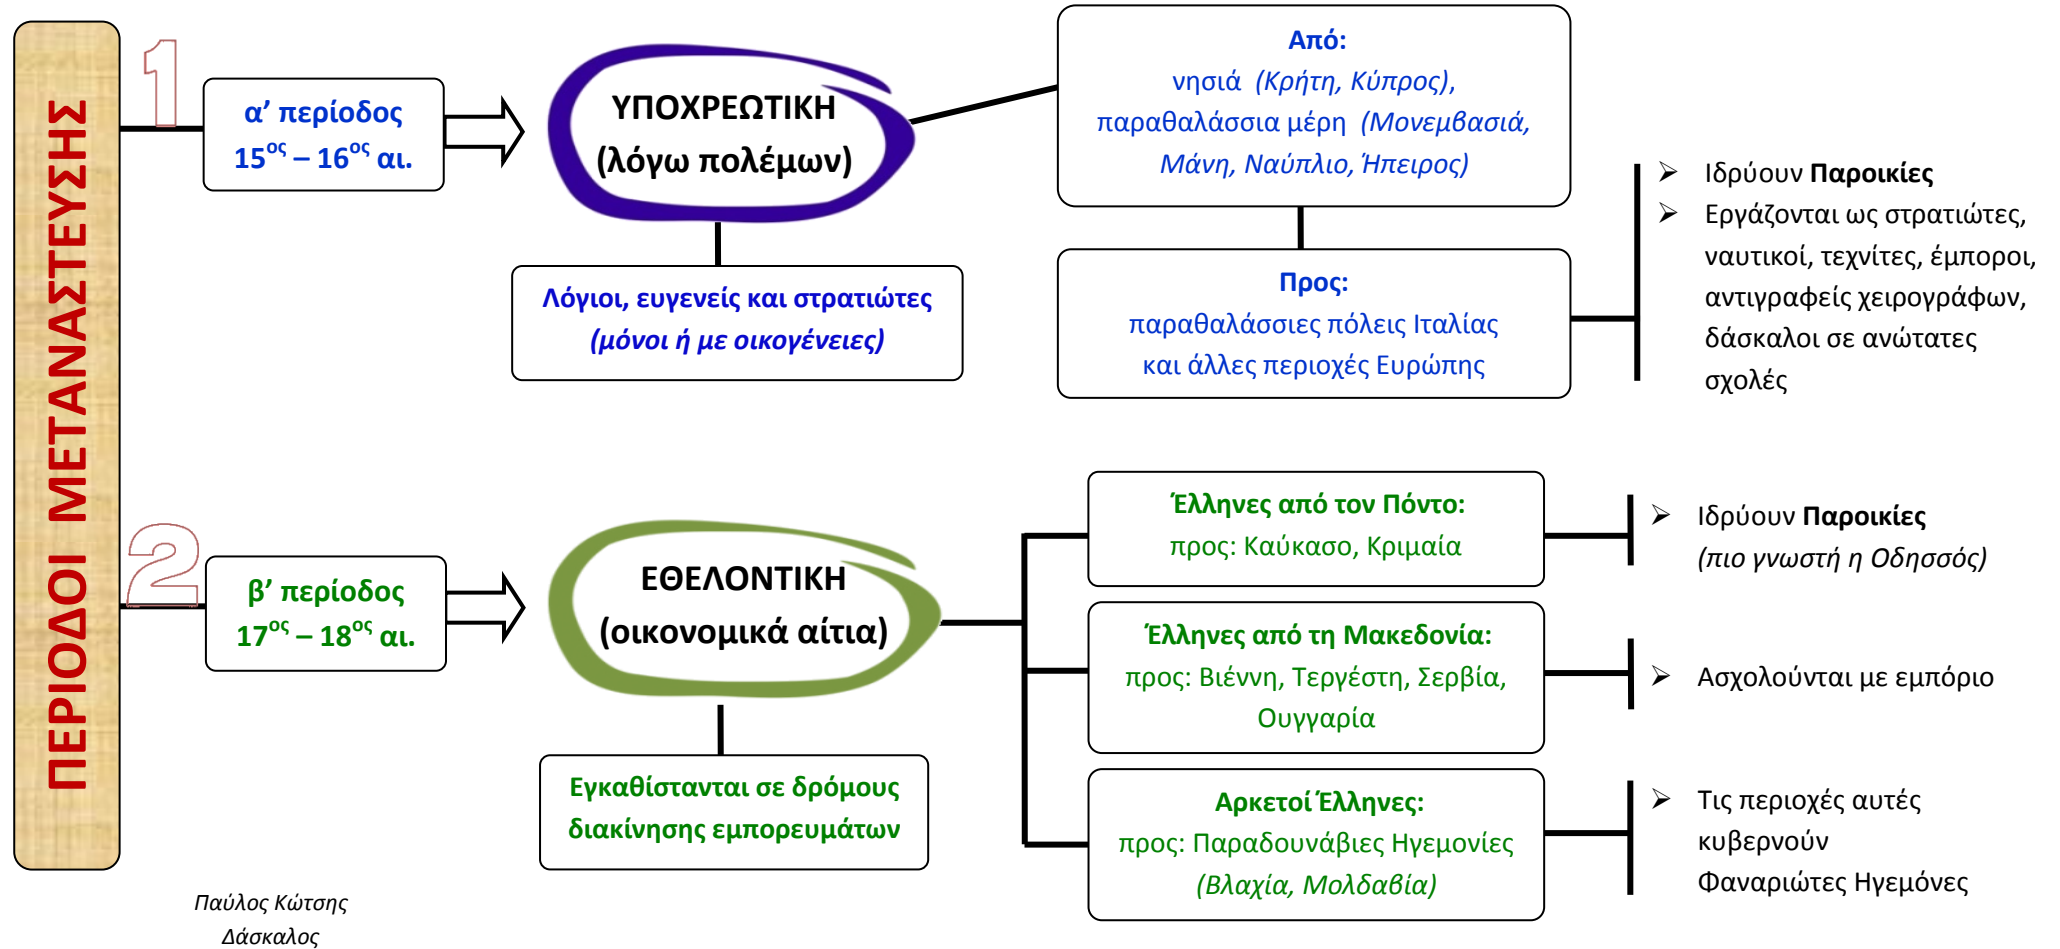 ΠΕΡΙΟΔΟΙ ΜΕΤΑΝΑΣΤΕΥΣΗΣ
1
α’ περίοδος
15ος – 16ος αι.
ΥΠΟΧΡΕΩΤΙΚΗ
(λόγω πολέμων)
Λόγιοι, ευγενείς και στρατιώτες
(μόνοι ή με οικογένειες)
Από:
νησιά (Κρήτη, Κύπρος),
παραθαλάσσια μέρη (Μονεμβασιά,
Μάνη, Ναύπλιο, Ήπειρος)
Προς:
παραθαλάσσιες πόλεις Ιταλίας
και άλλες περιοχές Ευρώπης
➢ Ιδρύουν Παροικίες
➢ Εργάζονται ως στρατιώτες,
ναυτικοί, τεχνίτες, έμποροι,
αντιγραφείς χειρογράφων,
δάσκαλοι σε ανώτατες
σχολές
2
β’ περίοδος
17ος – 18ος αι.
ΕΘΕΛΟΝΤΙΚΗ
(οικονομικά αίτια)
Εγκαθίστανται σε δρόμους
διακίνησης εμπορευμάτων
Έλληνες από τον Πόντο:
προς: Καύκασο, Κριμαία
➢ Ιδρύουν Παροικίες
(πιο γνωστή η Οδησσός)
Έλληνες από τη Μακεδονία:
προς: Βιέννη, Τεργέστη, Σερβία,
Ουγγαρία
➢ Ασχολούνται με εμπόριο
Αρκετοί Έλληνες:
προς: Παραδουνάβιες Ηγεμονίες
(Βλαχία, Μολδαβία)
➢ Τις περιοχές αυτές
κυβερνούν
Φαναριώτες Ηγεμόνες
Παύλος Κώτσης
Δάσκαλος